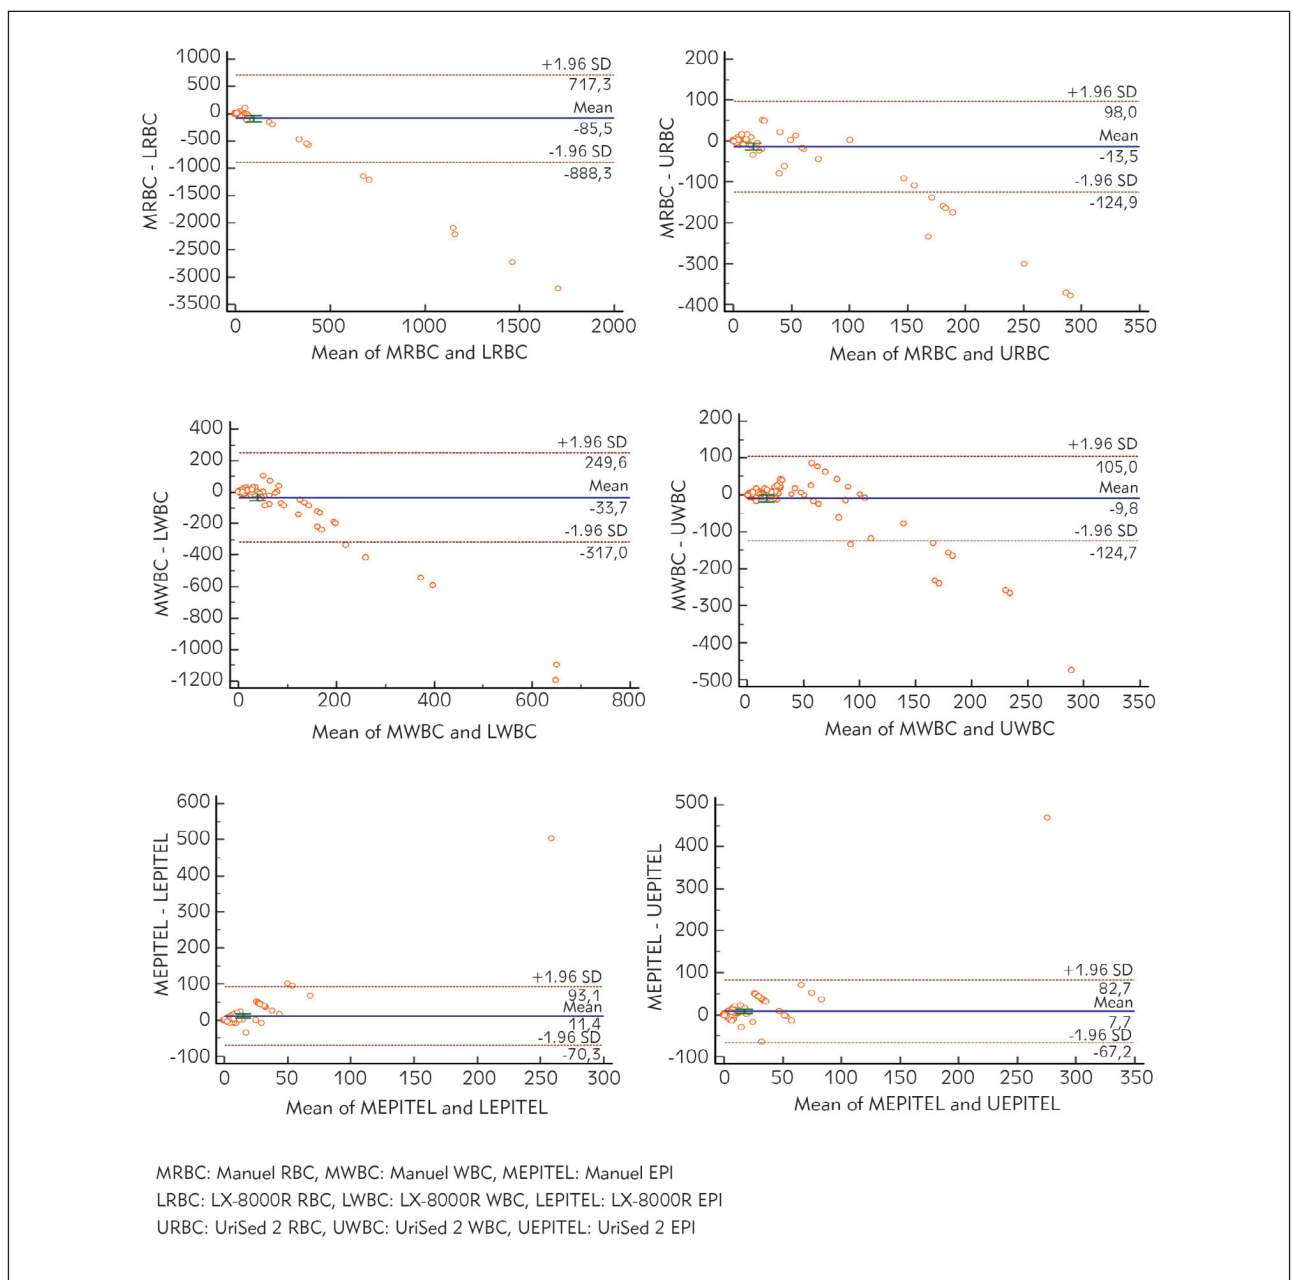 1000
500
0
-500
-1000
-1500
-2000
-2500
-3000
-3500
MRBC - LRBC
+1.96 SD
717,3
Mean
-85,5
-1.96 SD
-888,3
0 500 1000 1500 2000
Mean of MRBC and LRBC
200
100
0
-100
-200
-300
-400
MRBC - URBC
+1.96 SD
98,0
Mean
-13,5
-1.96 SD
-124,9
0 50 100 150 200 250 300 350
Mean of MRBC and URBC
400
200
0
-200
-400
-600
-800
-1000
-1200
MWBC - LWBC
+1.96 SD
249,6
Mean
-33,7
-1.96 SD
-317,0
0 200 400 600 800
Mean of MWBC and LWBC
200
100
0
-100
-200
-300
-400
-500
MWBC - UWBC
+1.96 SD
105,0
Mean
-9,8
-1.96 SD
-124,7
0 50 100 150 200 250 300 350
Mean of MWBC and UWBC
600
500
400
300
200
100
0
-100
MEPITEL - LEPITEL
+1.96 SD
93,1
Mean
11,4
-1.96 SD
-70,3
0 50 100 150 200 250 300
Mean of MEPITEL and LEPITEL
500
400
300
200
100
0
-100
MEPITEL - UEPITEL
+1.96 SD
82,7
Mean
7,7
-1.96 SD
-67,2
0 50 100 150 200 250 300 350
Mean of MEPITEL and UEPITEL
MRBC: Manuel RBC, MWBC: Manuel WBC, MEPITEL: Manuel EPI
LRBC: LX-8000R RBC, LWBC: LX-8000R WBC, LEPITEL: LX-8000R EPI
URBC: UriSed 2 RBC, UWBC: UriSed 2 WBC, UEPITEL: UriSed 2 EPI